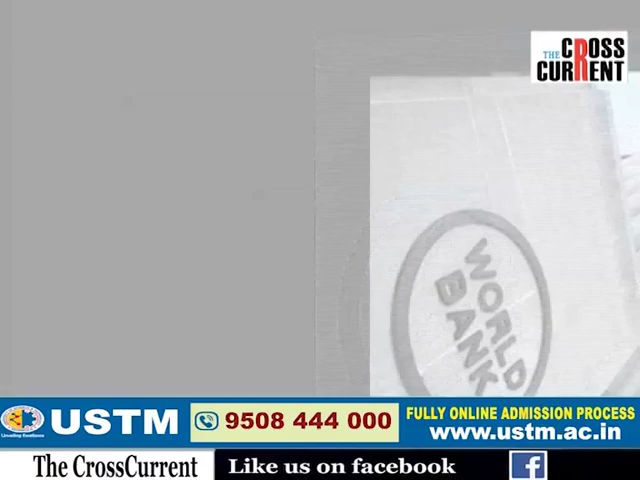 THE CROSS
CURRENT
WORLD
BANK
USTM
9508 444 000
FULLY ONLINE ADMISSION PROCESS
www.ustm.ac.in
The CrossCurrent
Like us on facebook
f